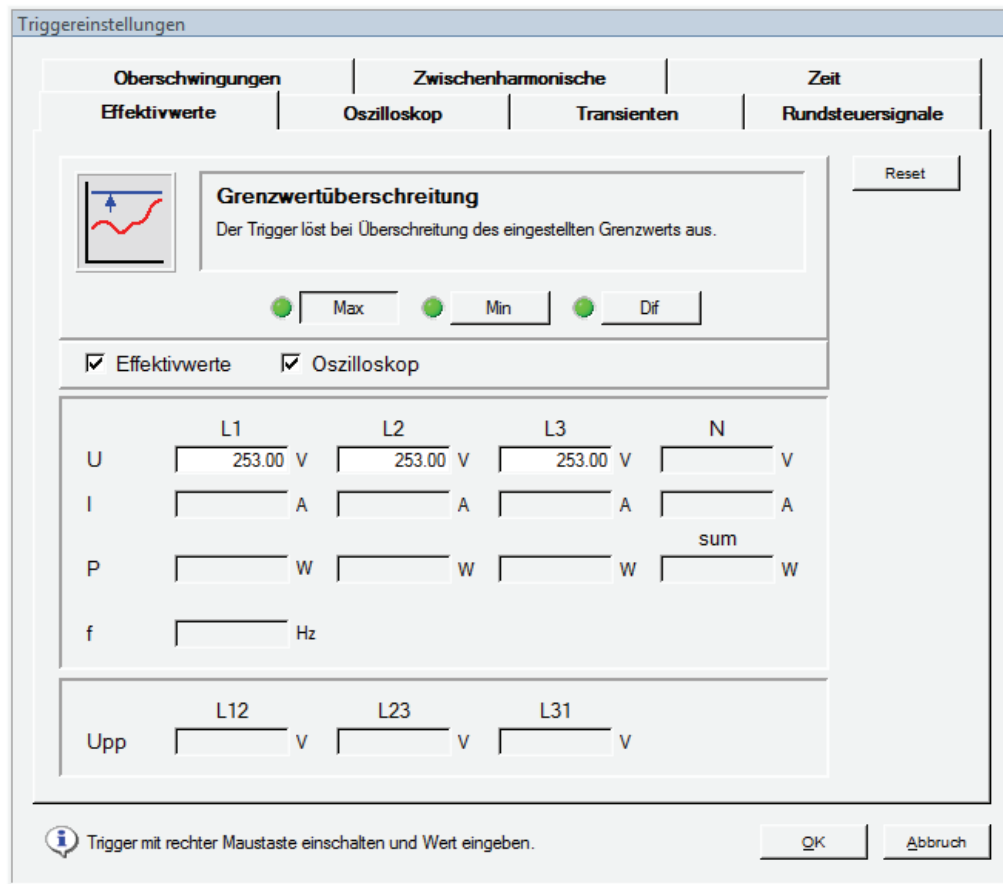 Triggereinstellungen
Oberschwingungen Zwischenharmonische Zeit
Effektivwerte Oszilloskop Transienten Rundsteuersignale
Reset
Grenzwertüberschreitung
Der Trigger löst bei Überschreitung des eingestellten Grenzwerts aus.
Max Min Dif
Effektivwerte Oszilloskop
L1 L2 L3 N
U 253.00 V 253.00 V 253.00 V V
I A A A A
sum
P W W W W
f Hz
L12 L23 L31
Upp V V V
Trigger mit rechter Maustaste einschalten und Wert eingeben.
OK Abbruch